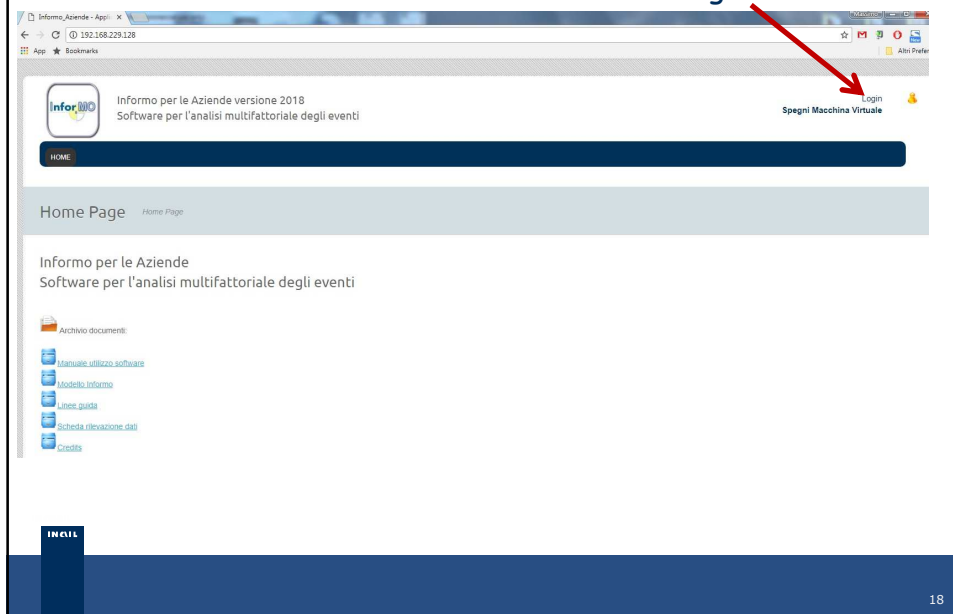 Informo_Aziende - Appli
192.168.229.128
App
Bookmarks
Altri Prefer
InforMO
Informo per le Aziende versione 2018
Software per l'analisi multifattoriale degli eventi
Login
Spegni Macchina Virtuale
HOME
Home Page
Home Page
Informo per le Aziende
Software per l'analisi multifattoriale degli eventi
Archivio documenti:
Manuale utilizzo software
Modello Informo
Linee guida
Scheda rilevazione dati
Credits
INAIL
18